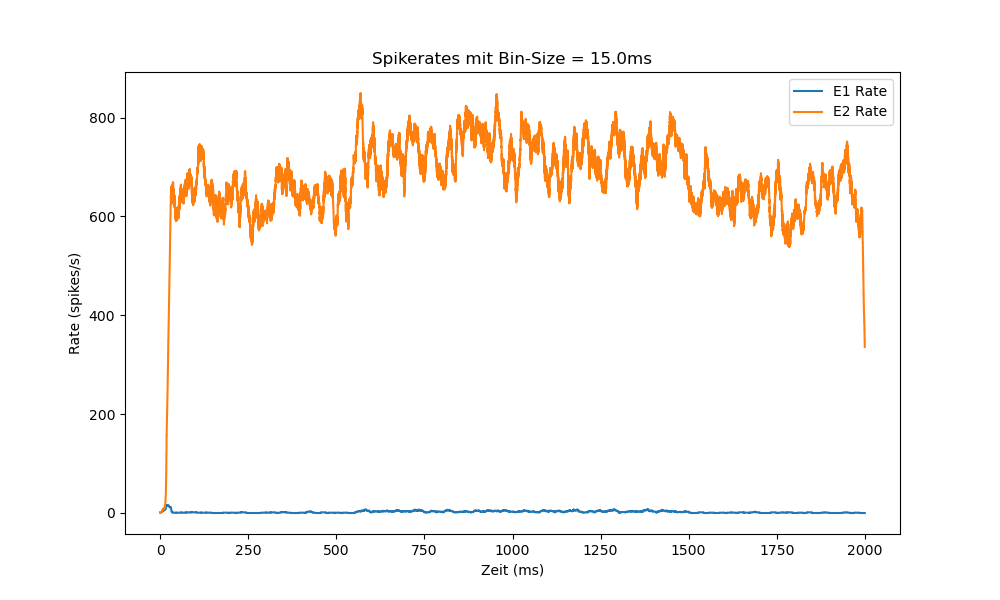 Spikerates mit Bin-Size = 15.0ms
E1 Rate
E2 Rate
Rate (spikes/s)
800
600
400
200
0
0 250 500 750 1000 1250 1500 1750 2000
Zeit (ms)